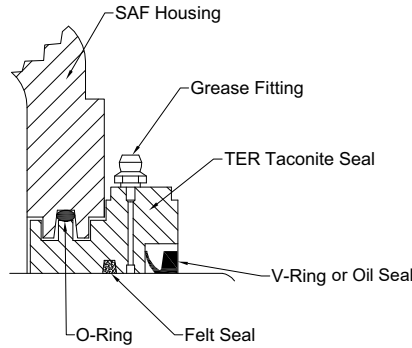 SAF Housing
Grease Fitting
TER Taconite Seal
V-Ring or Oil Seal
O-Ring
Felt Seal